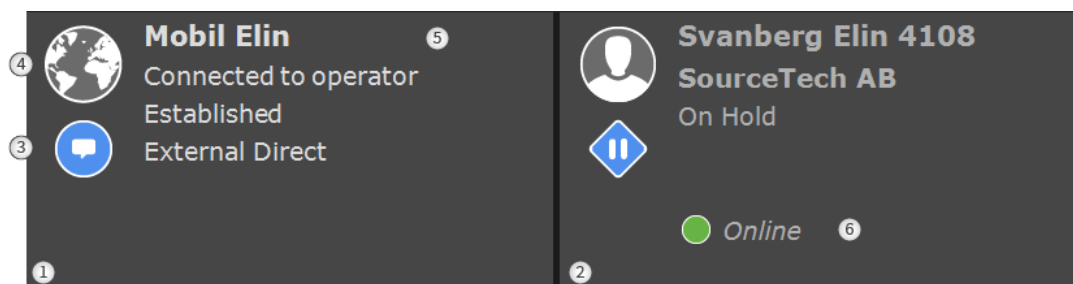 Mobil Elin
5
4
Connected to operator
Established
3
External Direct
1
Svanberg Elin 4108
SourceTech AB
On Hold
Online
6
2